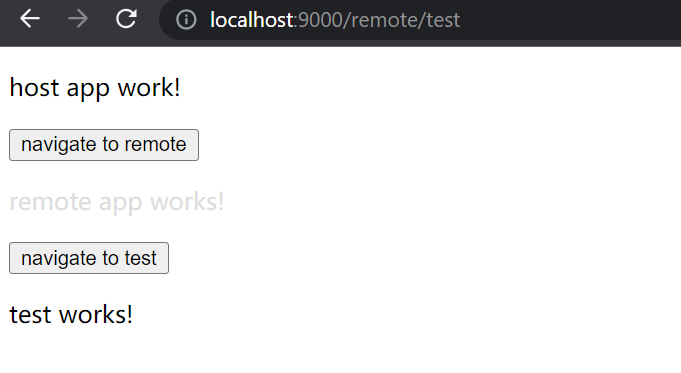 localhost:9000/remote/test
host app work!
navigate to remote
remote app works!
navigate to test
test works!